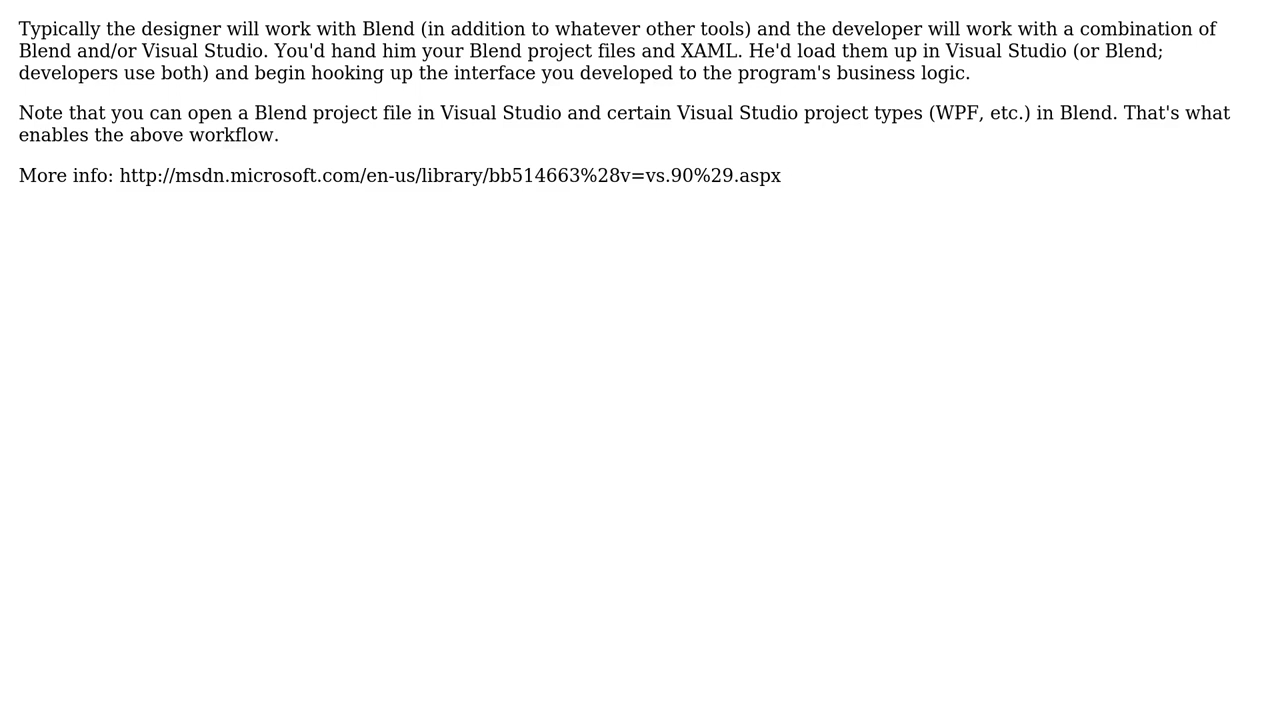 Typically the designer will work with Blend (in addition to whatever other tools) and the developer will work with a combination of
Blend and/or Visual Studio. You'd hand him your Blend project files and XAML. He'd load them up in Visual Studio (or Blend;
developers use both) and begin hooking up the interface you developed to the program's business logic.
Note that you can open a Blend project file in Visual Studio and certain Visual Studio project types (WPF, etc.) in Blend. That's what
enables the above workflow.
More info: http://msdn.microsoft.com/en-us/library/bb514663%28v=vs.90%29.aspx